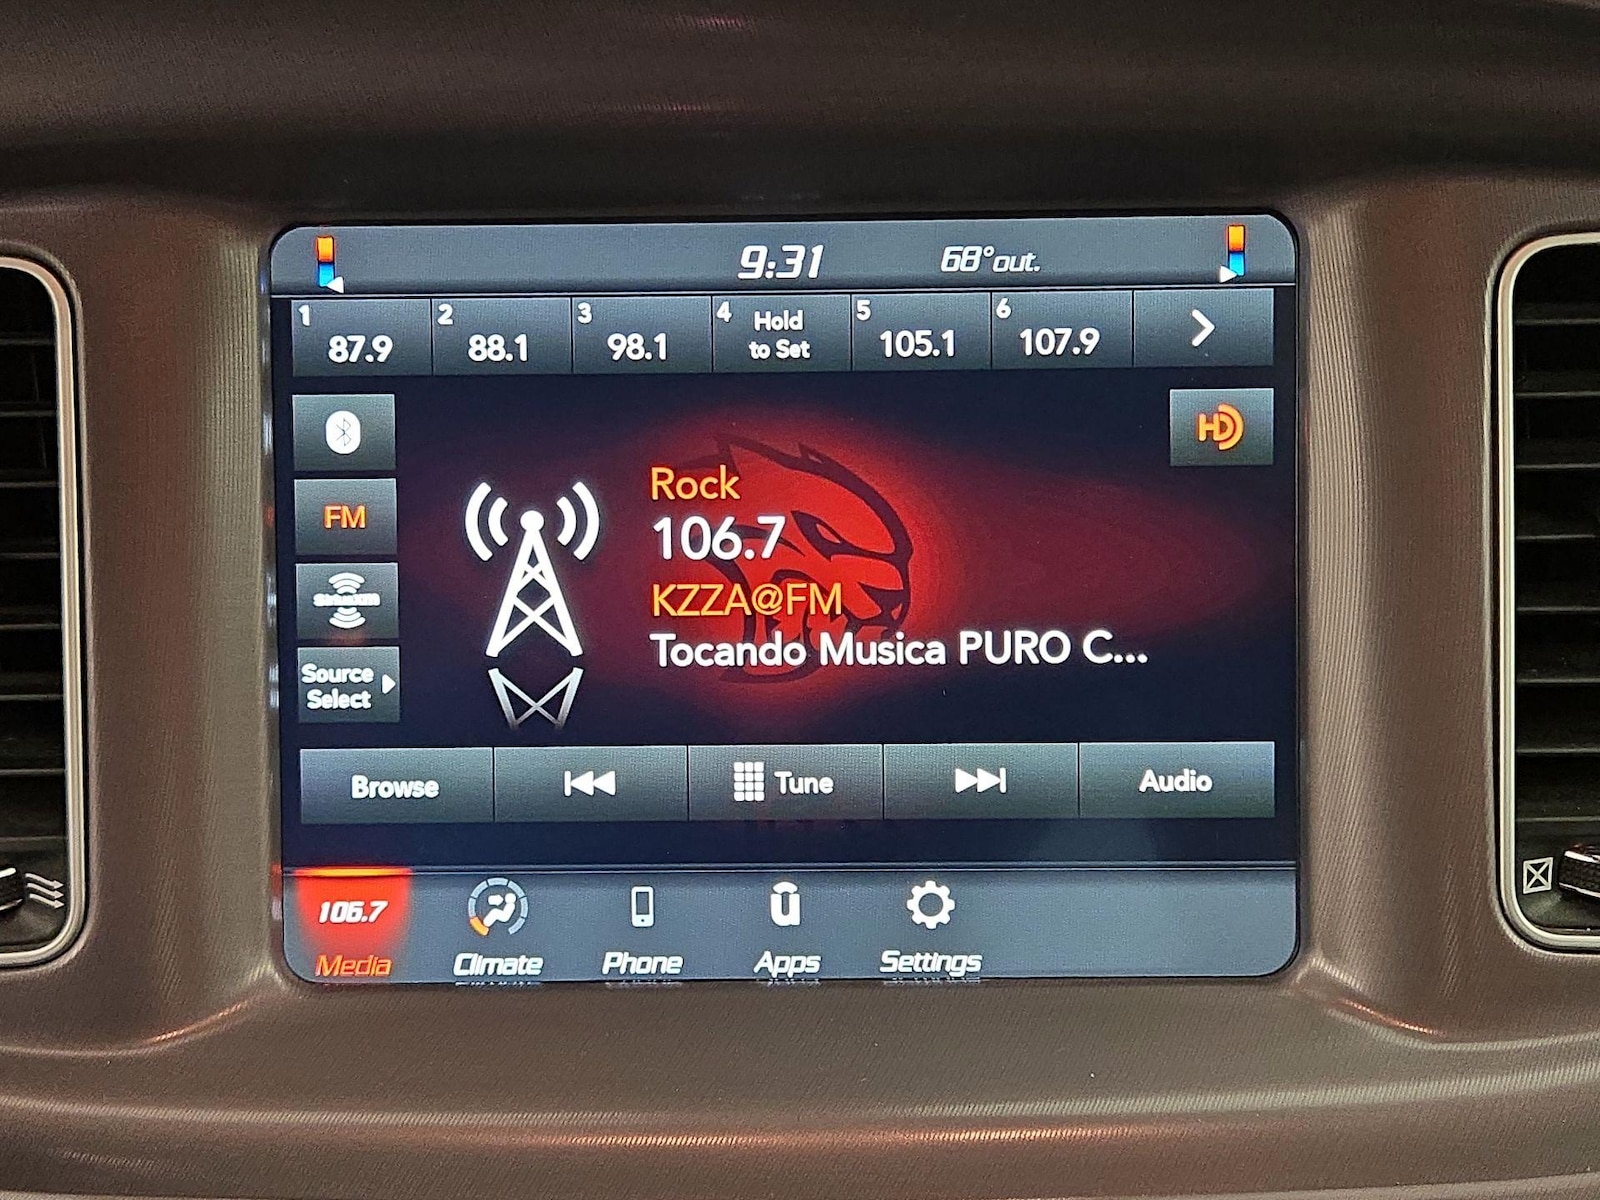 9:31
68°out.
1
87.9
2
88.1
3
98.1
4
Hold
to Set
5
105.1
6
107.9
HD
FM
SiriusXM
Source
Select
Rock
106.7
KZZA@FM
Tocando Musica PURO C...
Browse
Tune
Audio
106.7
Media
Climate
Phone
Apps
Settings